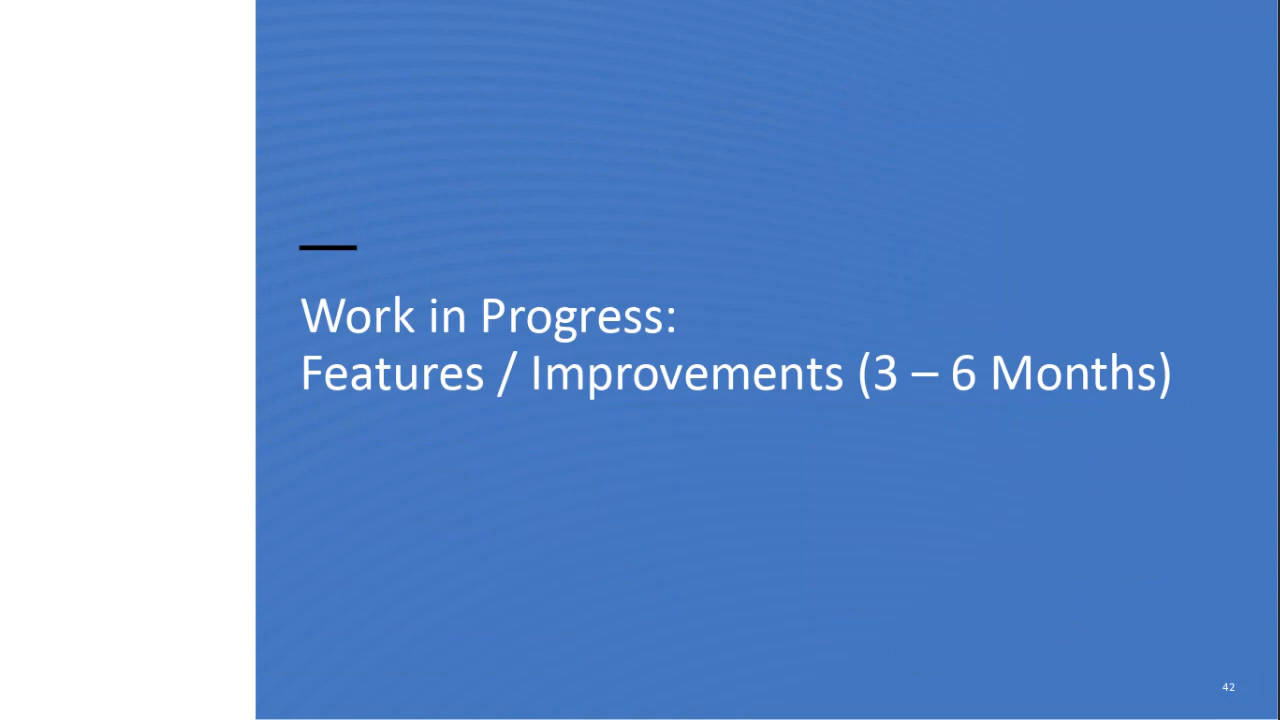 Work in Progress:
Features / Improvements (3 – 6 Months)
42